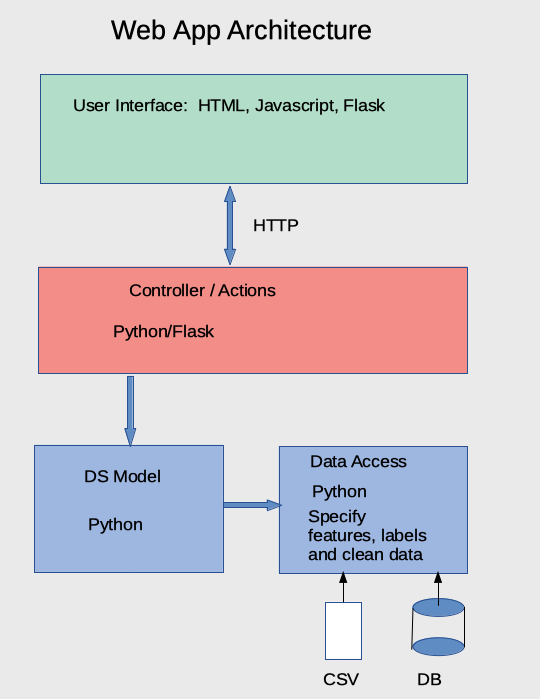 Web App Architecture
User Interface:  HTML, Javascript, Flask
HTTP
Controller / Actions
Python/Flask
DS Model
Python
Data Access
Python
Specify
features, labels
and clean data
CSV
DB